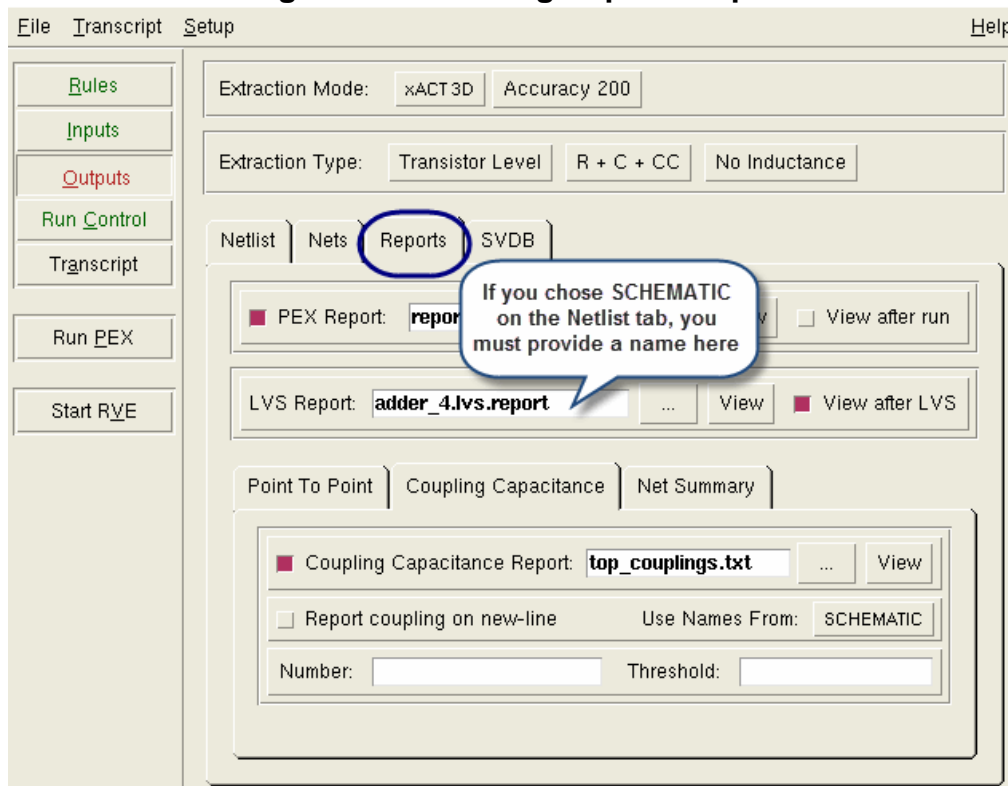 File Transcript Setup Help
Rules
Inputs
Outputs
Run Control
Transcript
Run PEX
Start RVE
Extraction Mode: xACT 3D Accuracy 200
Extraction Type: Transistor Level R + C + CC No Inductance
Netlist Nets Reports SVDB
If you chose SCHEMATIC
on the Netlist tab, you
must provide a name here
PEX Report: View after run
LVS Report: adder_4.lvs.report ... View View after LVS
Point To Point Coupling Capacitance Net Summary
Coupling Capacitance Report: top_couplings.txt ... View
Report coupling on new-line Use Names From: SCHEMATIC
Number: Threshold: